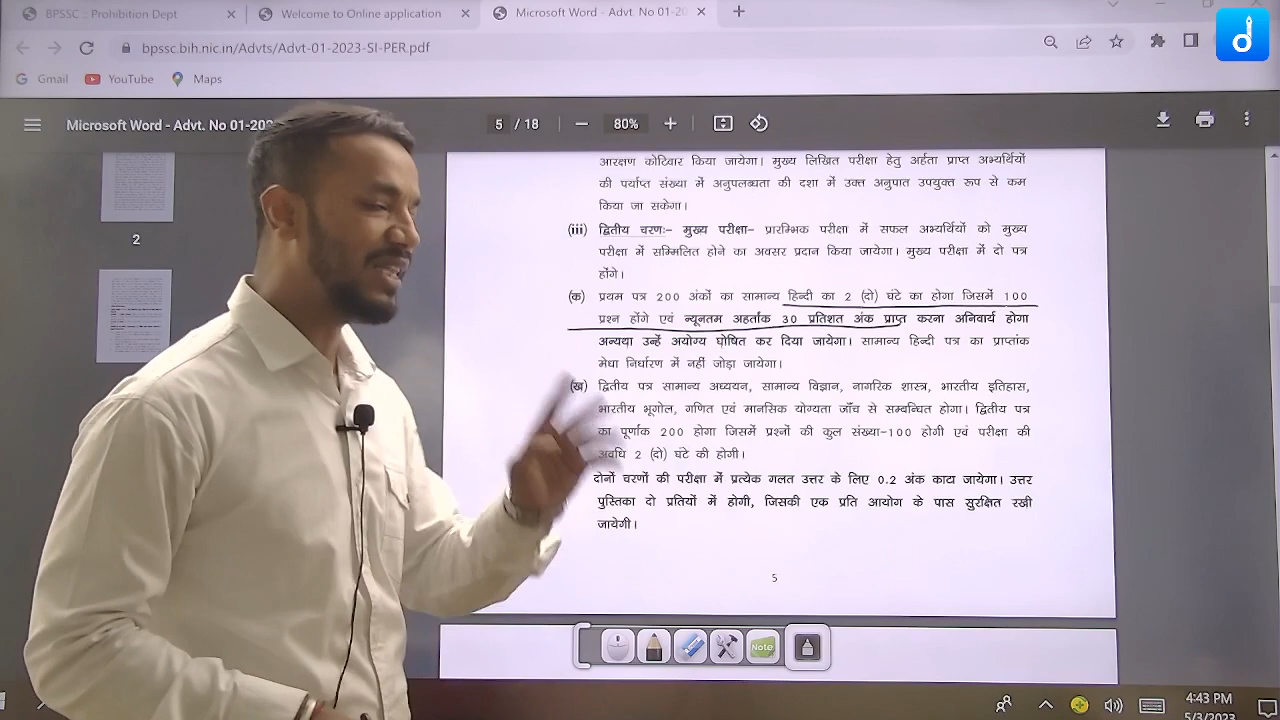 BPSSC :: Prohibition Dept
Welcome to Online application
Microsoft Word - Advt. No 01-20
bpssc.bih.nic.in/Advts/Advt-01-2023-SI-PER.pdf
Gmail YouTube Maps
Microsoft Word - Advt. No 01-202
5 / 18
80%
2
आरक्षण कोटिवार किया जायेगा। मुख्य लिखित परीक्षा हेतु अर्हता प्राप्त अभ्यर्थियों
की पर्याप्त संख्या में अनुपलब्धता की दशा में उक्त अनुपात उपयुक्त रूप से कम
किया जा सकेगा।
(iii) द्वितीय चरणः- मुख्य परीक्षा- प्रारम्भिक परीक्षा में सफल अभ्यर्थियों को मुख्य
परीक्षा में सम्मिलित होने का अवसर प्रदान किया जायेगा। मुख्य परीक्षा में दो पत्र
होंगे।
(क) प्रथम पत्र 200 अंकों का सामान्य हिन्दी का 2 (दो) घंटे का होगा जिसमें 100
प्रश्न होंगे एवं न्यूनतम अहर्तांक 30 प्रतिशत अंक प्राप्त करना अनिवार्य होगा
अन्यथा उन्हें अयोग्य घोषित कर दिया जायेगा। सामान्य हिन्दी पत्र का प्राप्तांक
मेधा निर्धारण में नहीं जोड़ा जायेगा।
(ख) द्वितीय पत्र सामान्य अध्ययन, सामान्य विज्ञान, नागरिक शास्त्र, भारतीय इतिहास,
भारतीय भूगोल, गणित एवं मानसिक योग्यता जाँच से सम्बन्धित होगा। द्वितीय पत्र
का पूर्णांक 200 होगा जिसमें प्रश्नों की कुल संख्या-100 होगी एवं परीक्षा की
अवधि 2 (दो) घंटे की होगी।
दोनों चरणों की परीक्षा में प्रत्येक गलत उत्तर के लिए 0.2 अंक काटा जायेगा। उत्तर
पुस्तिका दो प्रतियों में होगी, जिसकी एक प्रति आयोग के पास सुरक्षित रखी
जायेगी।
5
Note
4:43 PM
5/3/2023